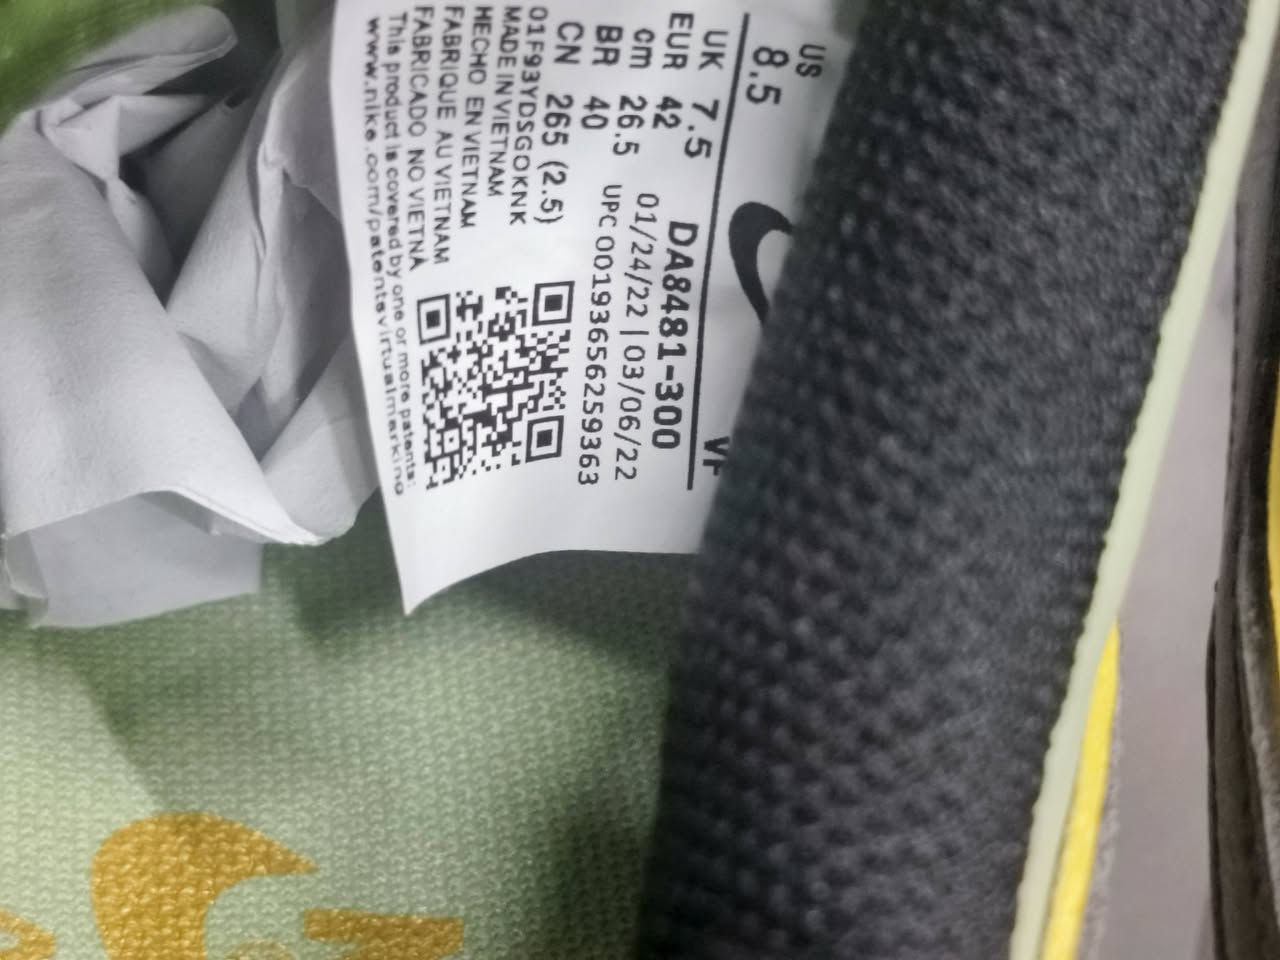 US 8.5
UK 7.5
EUR 42 DA8481-300 VF
cm 26.5 01/24/22 | 03/06/22
BR 40 UPC 00193656259363
CN 265 (2.5)
01F93YDSGOKNK
MADE IN VIETNAM
HECHO EN VIETNAM
FABRIQUE AU VIETNAM
FABRICADO NO VIETNÃ
This product is covered by one or more patents:
www.nike.com/patentsvirtualmarking